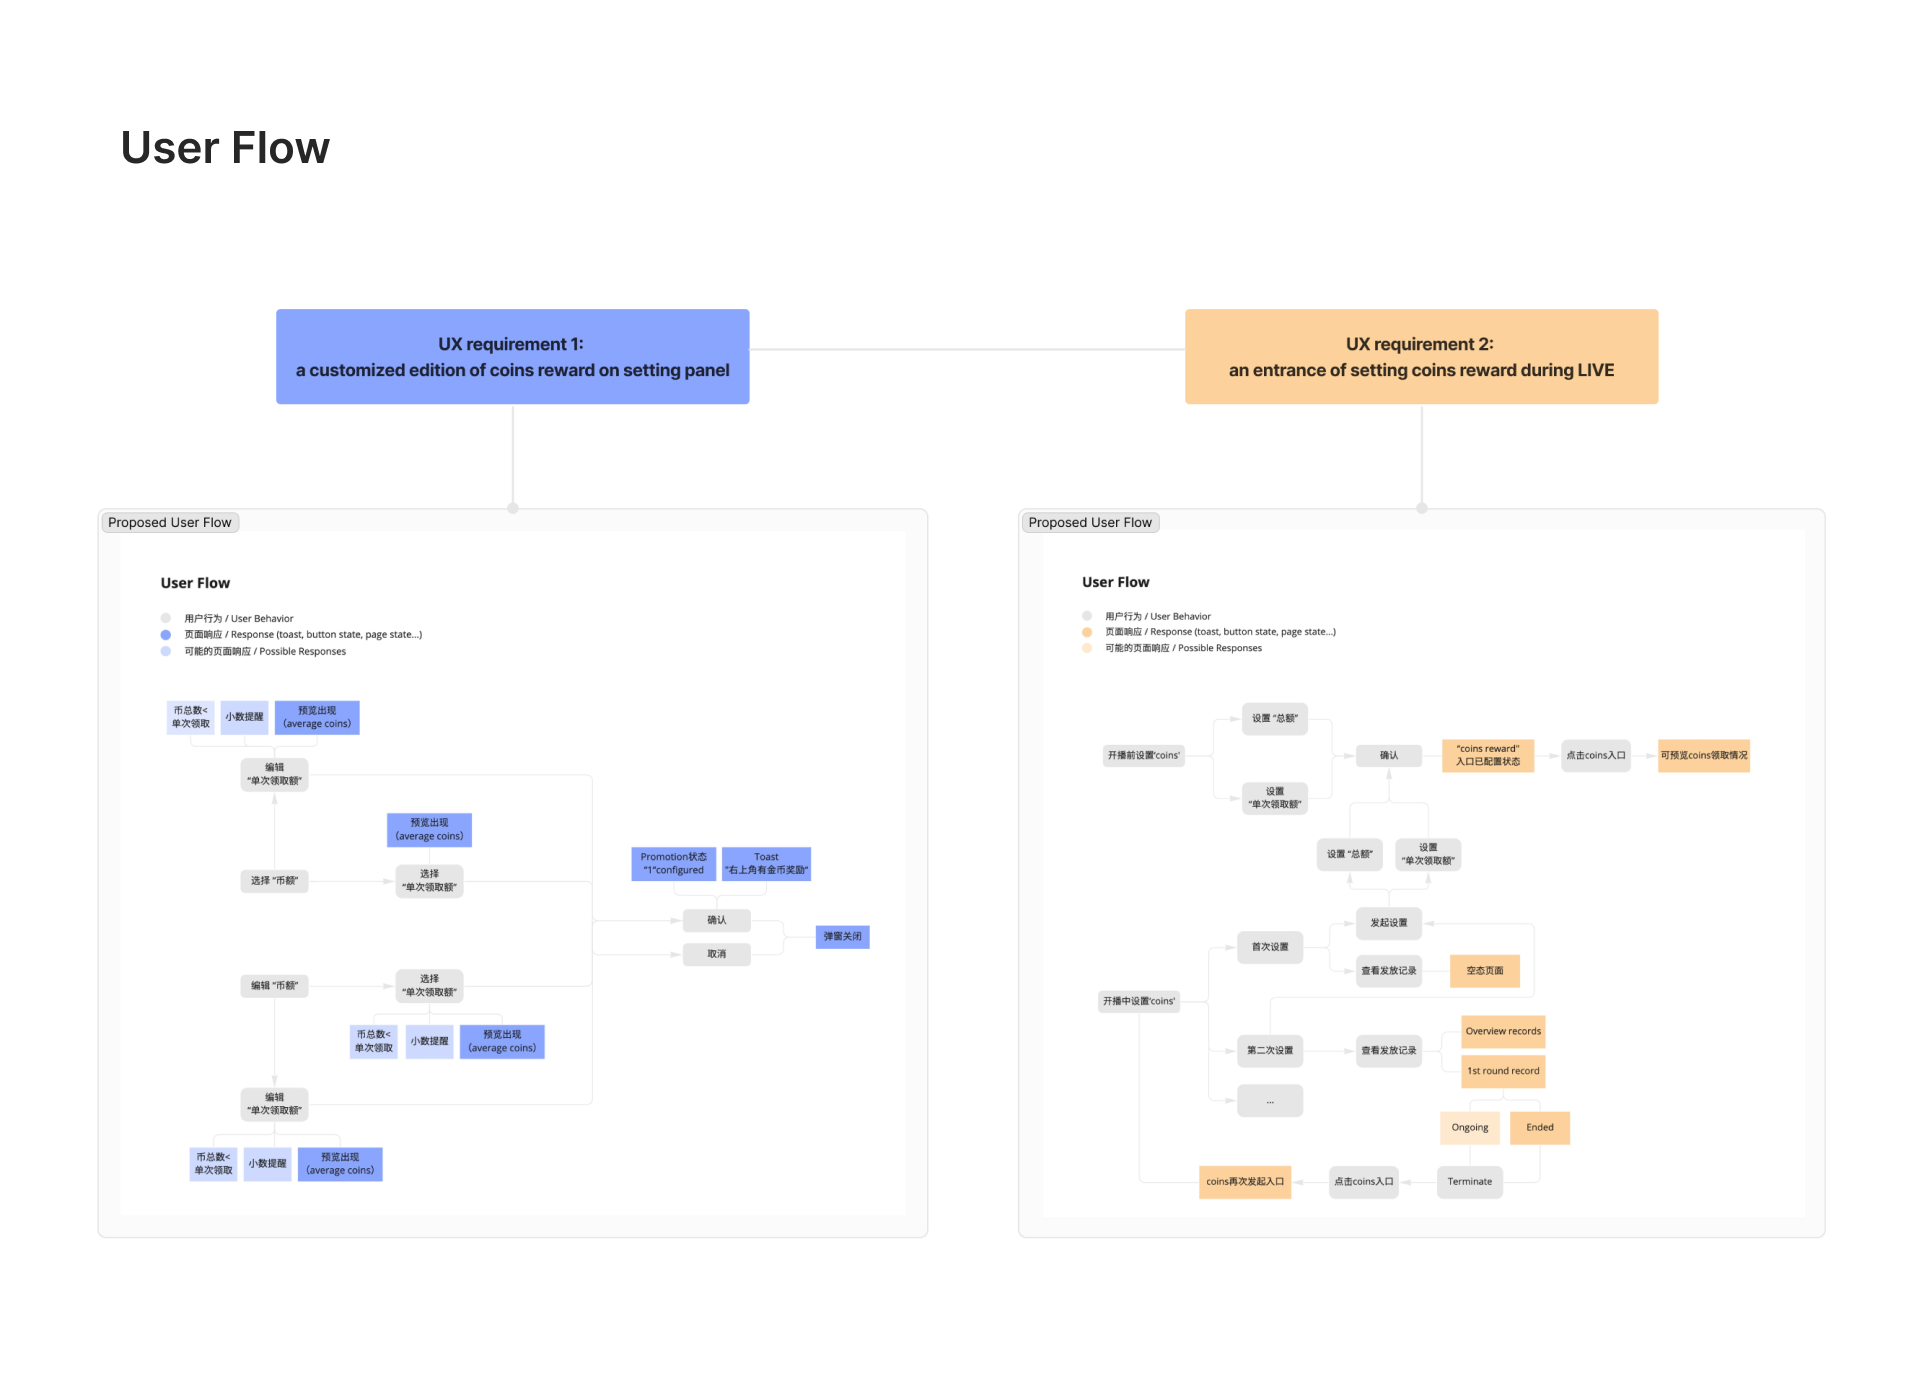 User Flow
UX requirement 1:
a customized edition of coins reward on setting panel
UX requirement 2:
an entrance of setting coins reward during LIVE
Proposed User Flow
User Flow
用户行为 / User Behavior
页面响应 / Response (toast, button state, page state...)
可能的页面响应 / Possible Responses
币总数<
单次领取
小数提醒
预览出现
(average coins)
编辑
“单次领取额”
预览出现
(average coins)
选择 “币额”
选择
“单次领取额”
Promotion状态
“1“configured
Toast
“右上角有金币奖励“
确认
取消
弹窗关闭
编辑 “币额”
选择
“单次领取额”
币总数<
单次领取
小数提醒
预览出现
(average coins)
编辑
“单次领取额”
币总数<
单次领取
小数提醒
预览出现
(average coins)
Proposed User Flow
User Flow
用户行为 / User Behavior
页面响应 / Response (toast, button state, page state...)
可能的页面响应 / Possible Responses
开播前设置‘coins’
设置 “总额”
设置
“单次领取额”
确认
“coins reward”
入口已配置状态
点击coins入口
可预览coins领取情况
设置 “总额”
设置
“单次领取额”
发起设置
首次设置
查看发放记录
空态页面
开播中设置‘coins’
第二次设置
查看发放记录
Overview records
1st round record
...
Ongoing
Ended
coins再次发起入口
点击coins入口
Terminate